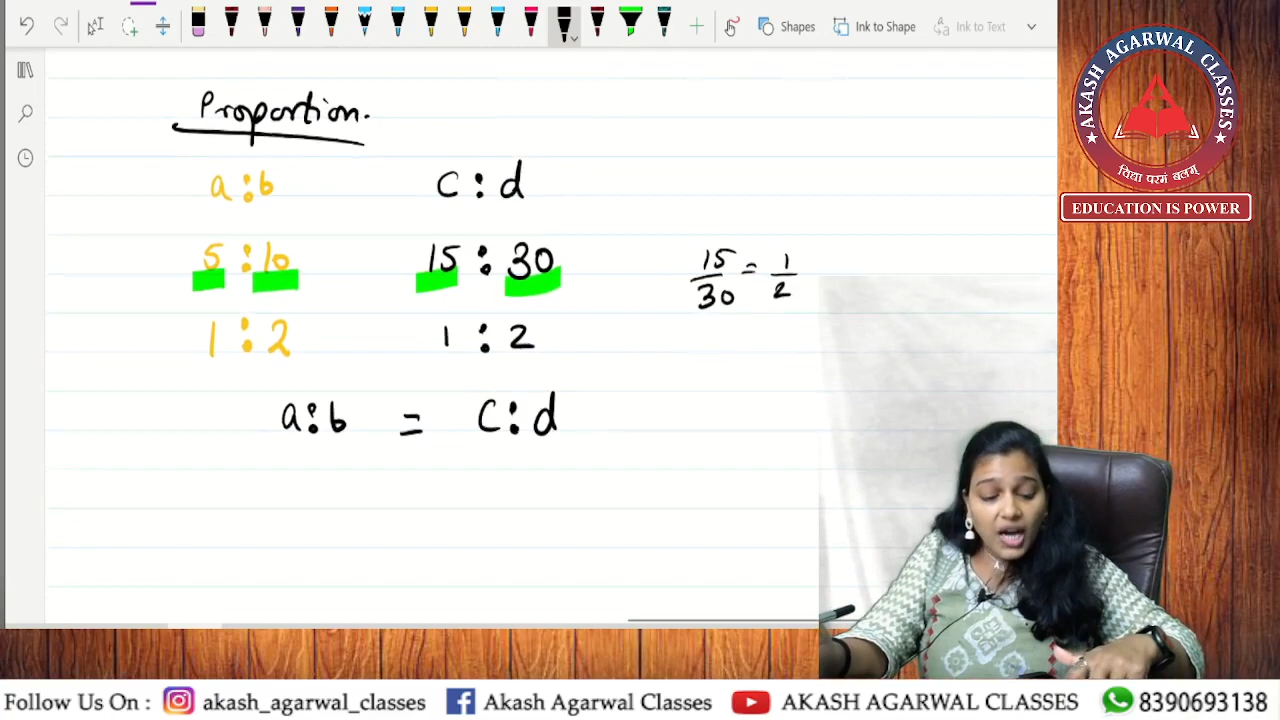 Shapes Ink to Shape Ink to Text
Proportion.
a : b c : d
5 : 10 15 : 30 15/30 = 1/2
1 : 2 1 : 2
a : b = c : d
AKASH AGARWAL CLASSES
विद्या परमं बलम्
EDUCATION IS POWER
Follow Us On : akash_agarwal_classes Akash Agarwal Classes AKASH AGARWAL CLASSES 8390693138